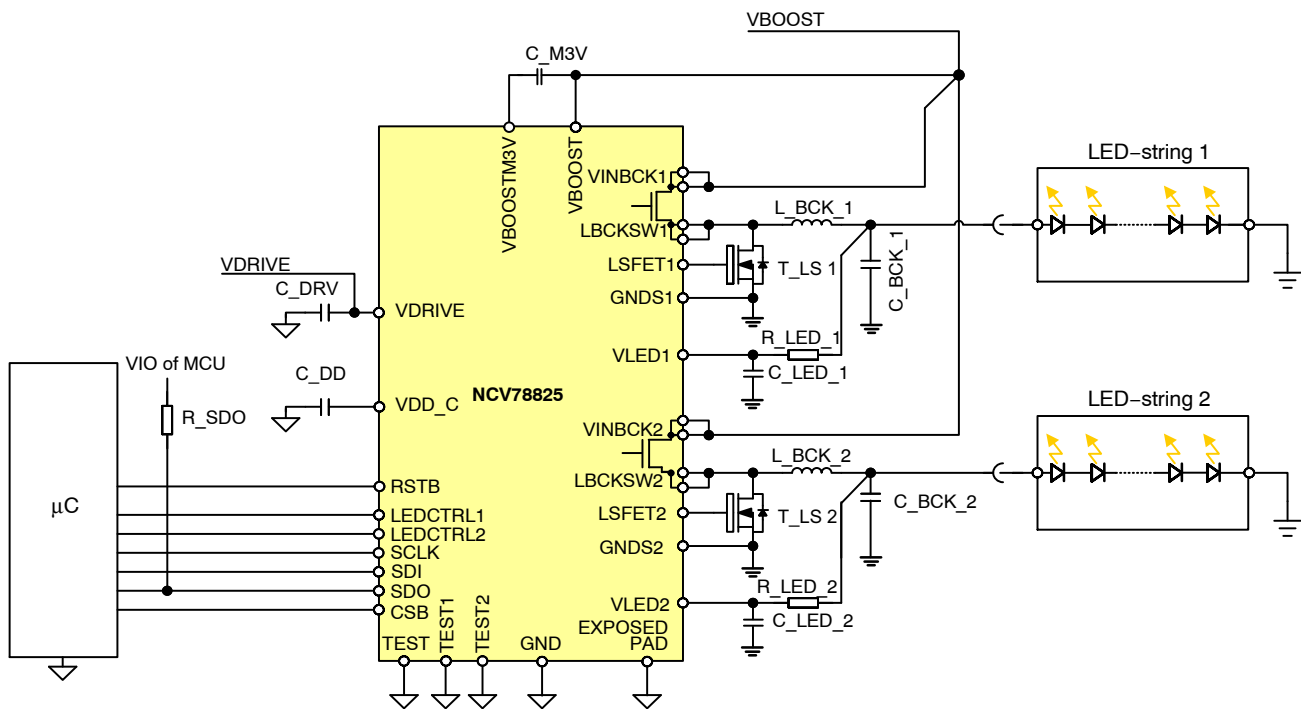 VBOOST
C_M3V
VBOOSTM3V
VBOOST
LED−string 1
VINBCK1
L_BCK_1
LBCKSW1
LSFET1
T_LS 1
C_BCK_1
VDRIVE
C_DRV
GNDS1
VDRIVE
R_LED_1
VLED1
VIO of MCU
C_DD
C_LED_1
NCV78825
LED−string 2
VDD_C
R_SDO
VINBCK2
L_BCK_2
LBCKSW2
RSTB
μC
LEDCTRL1
LSFET2
T_LS 2
C_BCK_2
LEDCTRL2
SCLK
GNDS2
SDI
SDO
R_LED_2
CSB
VLED2
C_LED_2
TEST
TEST1
TEST2
GND
EXPOSED
PAD